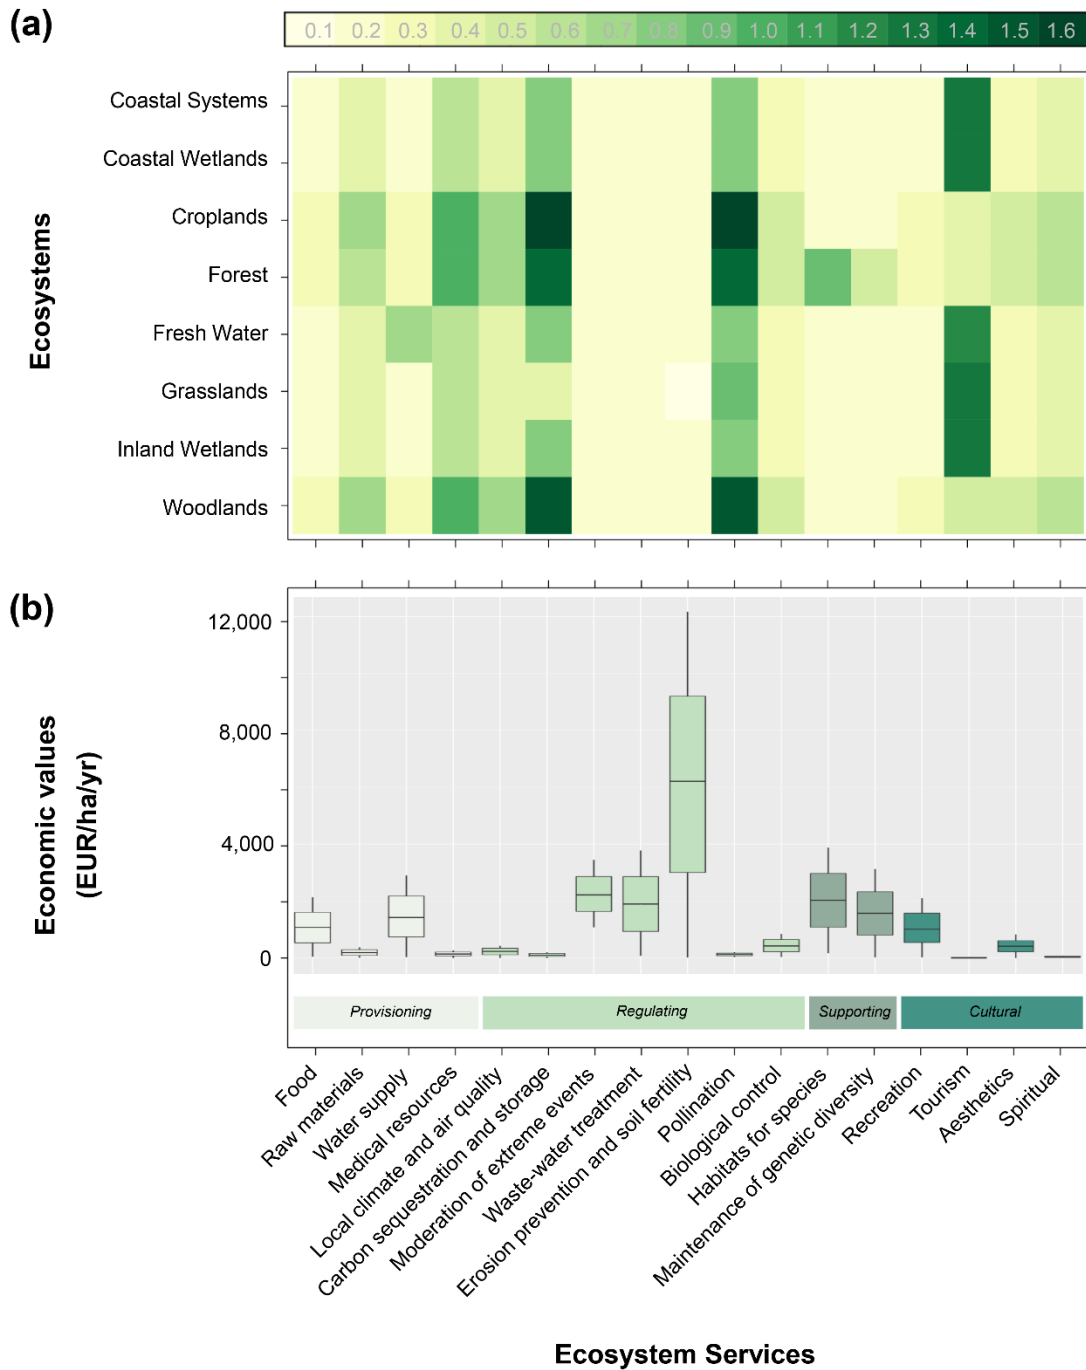 (a)
0.1 0.2 0.3 0.4 0.5 0.6 0.7 0.8 0.9 1.0 1.1 1.2 1.3 1.4 1.5 1.6
Ecosystems
Coastal Systems
Coastal Wetlands
Croplands
Forest
Fresh Water
Grasslands
Inland Wetlands
Woodlands
(b)
Economic values
(EUR/ha/yr)
12,000
8,000
4,000
0
Provisioning Regulating Supporting Cultural
Food
Raw materials
Water supply
Medical resources
Local climate and air quality
Carbon sequestration and storage
Moderation of extreme events
Waste-water treatment
Erosion prevention and soil fertility
Pollination
Biological control
Habitats for species
Maintenance of genetic diversity
Recreation
Tourism
Aesthetics
Spiritual
Ecosystem Services